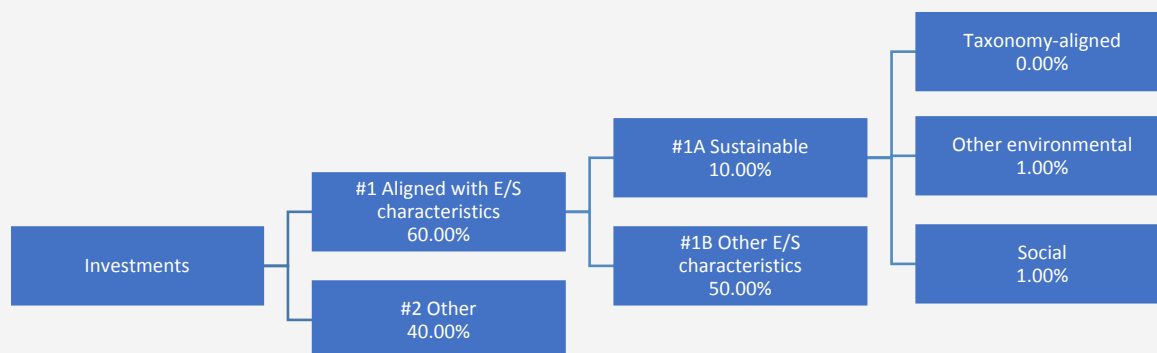 Investments
#1 Aligned with E/S
characteristics
60.00%
#2 Other
40.00%
#1A Sustainable
10.00%
#1B Other E/S
characteristics
50.00%
Taxonomy-aligned
0.00%
Other environmental
1.00%
Social
1.00%